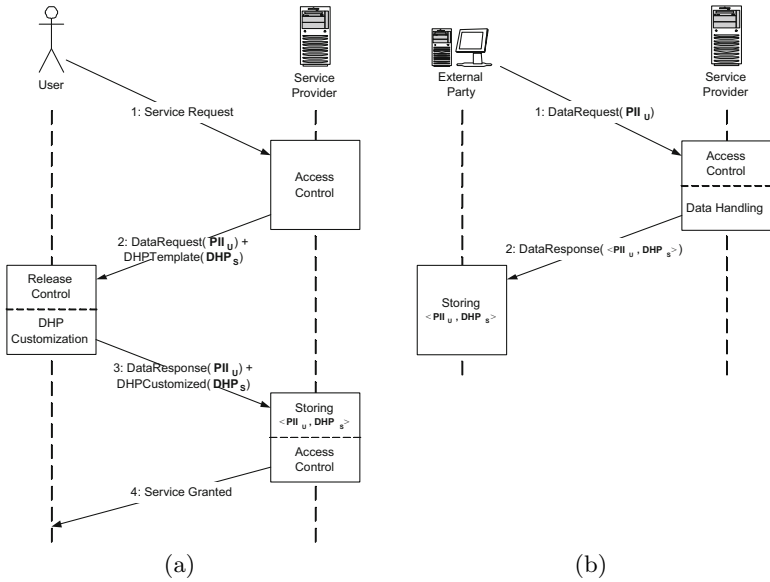 User
Service
Provider
1: Service Request
Access
Control
2: DataRequest( PII U ) +
DHPTemplate( DHP S )
Release
Control
DHP
Customization
3: DataResponse( PII U ) +
DHPCustomized( DHP S )
Storing
<PII U , DHP S >
Access
Control
4: Service Granted
(a)
External
Party
Service
Provider
1: DataRequest( PII U )
Access
Control
Data Handling
2: DataResponse( <PII U , DHP S > )
Storing
<PII U , DHP S >
(b)